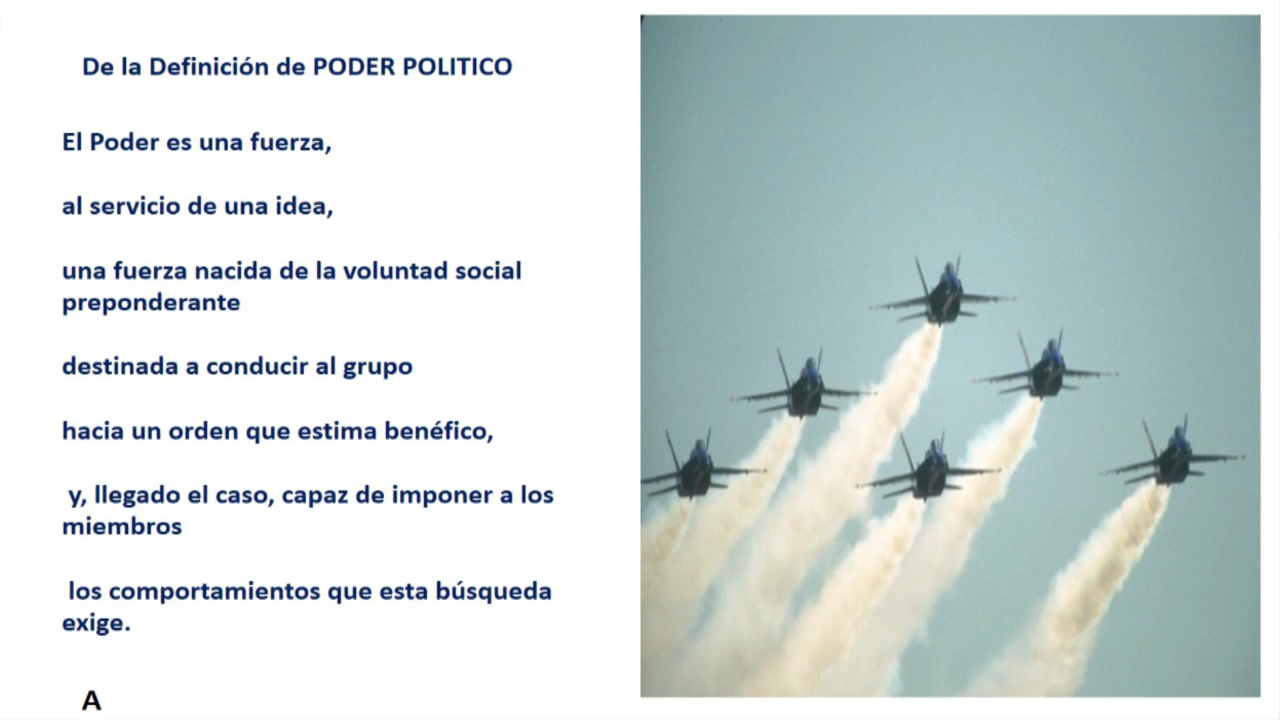 De la Definición de PODER POLITICO
El Poder es una fuerza,
al servicio de una idea,
una fuerza nacida de la voluntad social
preponderante
destinada a conducir al grupo
hacia un orden que estima benéfico,
y, llegado el caso, capaz de imponer a los
miembros
los comportamientos que esta búsqueda
exige.
A